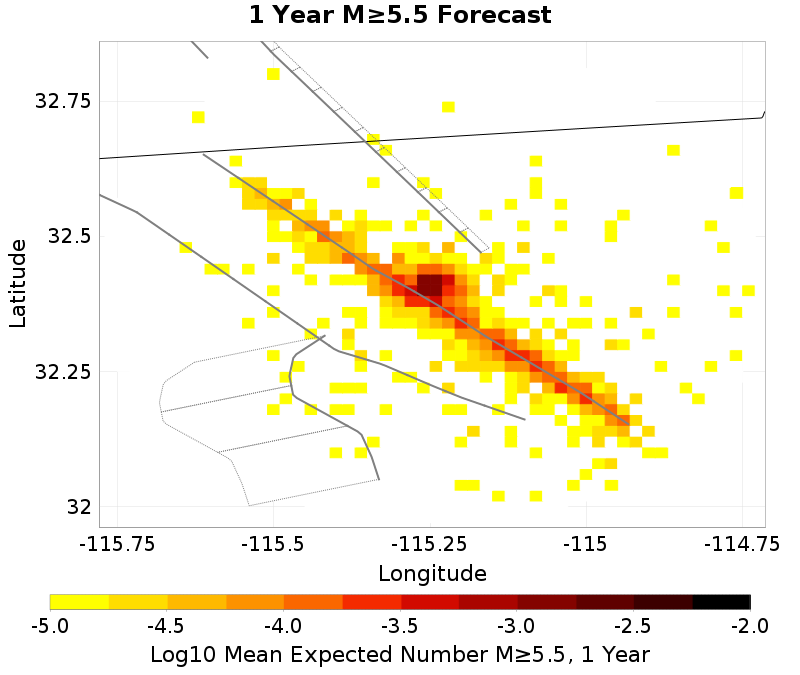 1 Year M≥5.5 Forecast
32.75
32.5
32.25
32
Latitude
-115.75 -115.5 -115.25 -115 -114.75
Longitude
-5.0 -4.5 -4.0 -3.5 -3.0 -2.5 -2.0
Log10 Mean Expected Number M≥5.5, 1 Year